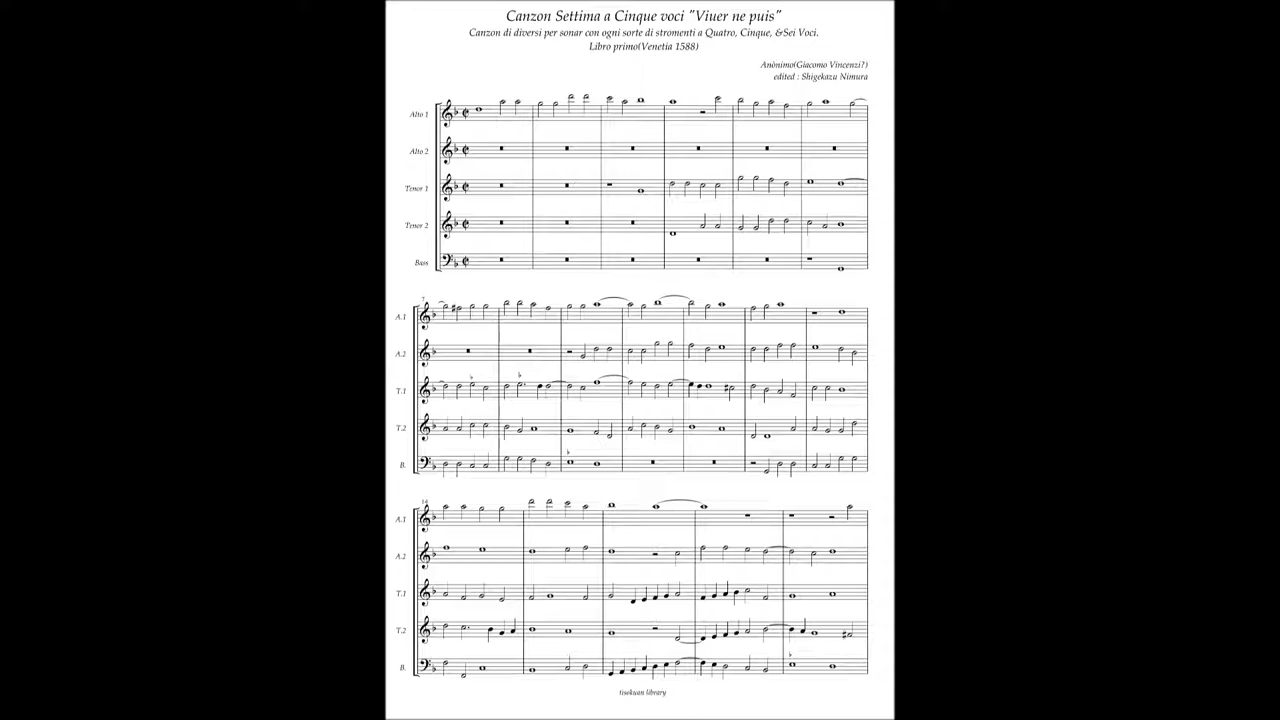 Canzon Settima a Cinque voci "Viuer ne puis"
Canzon di diversi per sonar con ogni sorte di stromenti a Quatro, Cinque, &Sei Voci.
Libro primo(Venetia 1588)
Anònimo(Giacomo Vincenzi?)
edited : Shigekazu Nimura
Alto 1
Alto 2
Tenor 1
Tenor 2
Bass
7
A.1
A.2
T.1
T.2
B.
14
A.1
A.2
T.1
T.2
B.
tisekuan library